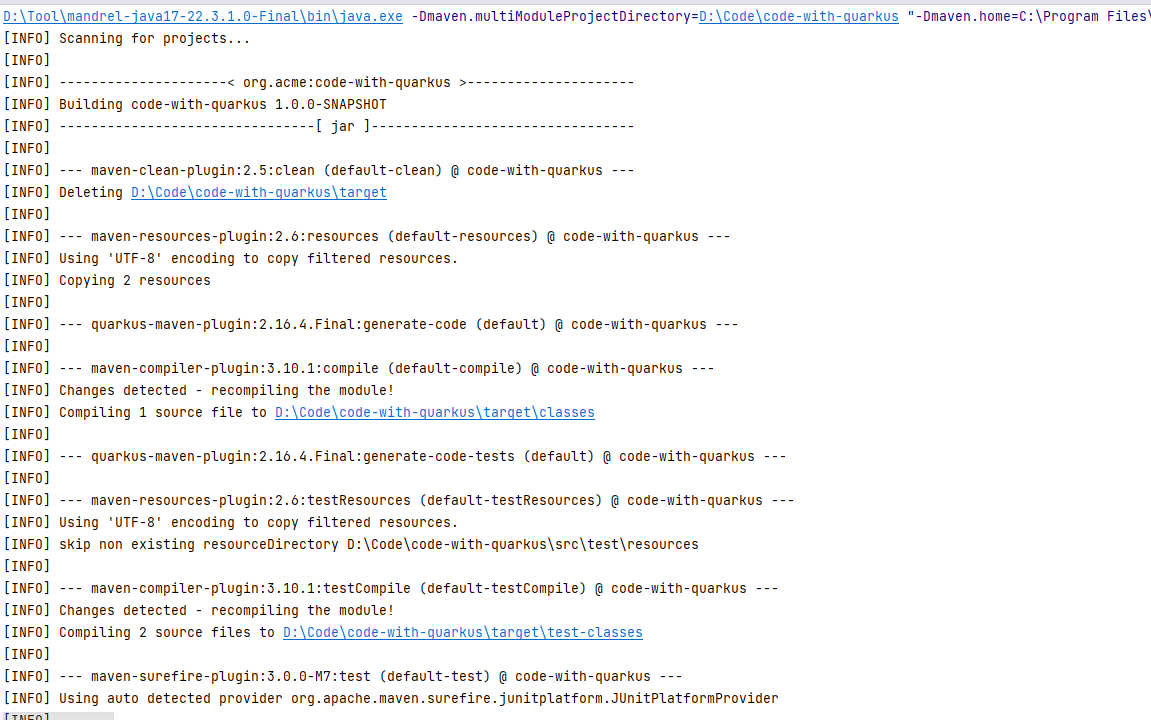 D:\Tool\mandrel-java17-22.3.1.0-Final\bin\java.exe -Dmaven.multiModuleProjectDirectory=D:\Code\code-with-quarkus "-Dmaven.home=C:\Program Files\
[INFO] Scanning for projects...
[INFO]
[INFO] ---------------------< org.acme:code-with-quarkus >---------------------
[INFO] Building code-with-quarkus 1.0.0-SNAPSHOT
[INFO] --------------------------------[ jar ]---------------------------------
[INFO]
[INFO] --- maven-clean-plugin:2.5:clean (default-clean) @ code-with-quarkus ---
[INFO] Deleting D:\Code\code-with-quarkus\target
[INFO]
[INFO] --- maven-resources-plugin:2.6:resources (default-resources) @ code-with-quarkus ---
[INFO] Using 'UTF-8' encoding to copy filtered resources.
[INFO] Copying 2 resources
[INFO]
[INFO] --- quarkus-maven-plugin:2.16.4.Final:generate-code (default) @ code-with-quarkus ---
[INFO]
[INFO] --- maven-compiler-plugin:3.10.1:compile (default-compile) @ code-with-quarkus ---
[INFO] Changes detected - recompiling the module!
[INFO] Compiling 1 source file to D:\Code\code-with-quarkus\target\classes
[INFO]
[INFO] --- quarkus-maven-plugin:2.16.4.Final:generate-code-tests (default) @ code-with-quarkus ---
[INFO]
[INFO] --- maven-resources-plugin:2.6:testResources (default-testResources) @ code-with-quarkus ---
[INFO] Using 'UTF-8' encoding to copy filtered resources.
[INFO] skip non existing resourceDirectory D:\Code\code-with-quarkus\src\test\resources
[INFO]
[INFO] --- maven-compiler-plugin:3.10.1:testCompile (default-testCompile) @ code-with-quarkus ---
[INFO] Changes detected - recompiling the module!
[INFO] Compiling 2 source files to D:\Code\code-with-quarkus\target\test-classes
[INFO]
[INFO] --- maven-surefire-plugin:3.0.0-M7:test (default-test) @ code-with-quarkus ---
[INFO] Using auto detected provider org.apache.maven.surefire.junitplatform.JUnitPlatformProvider
[INFO]